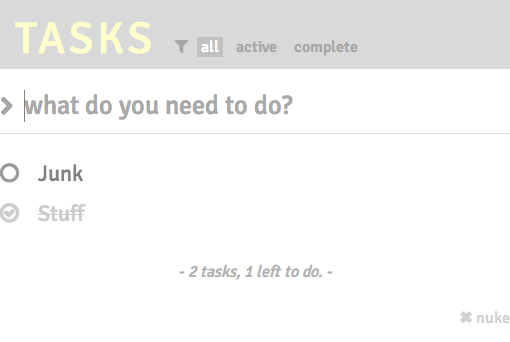 TASKS all active complete
what do you need to do?
Junk
Stuff
- 2 tasks, 1 left to do. -
✖ nuke